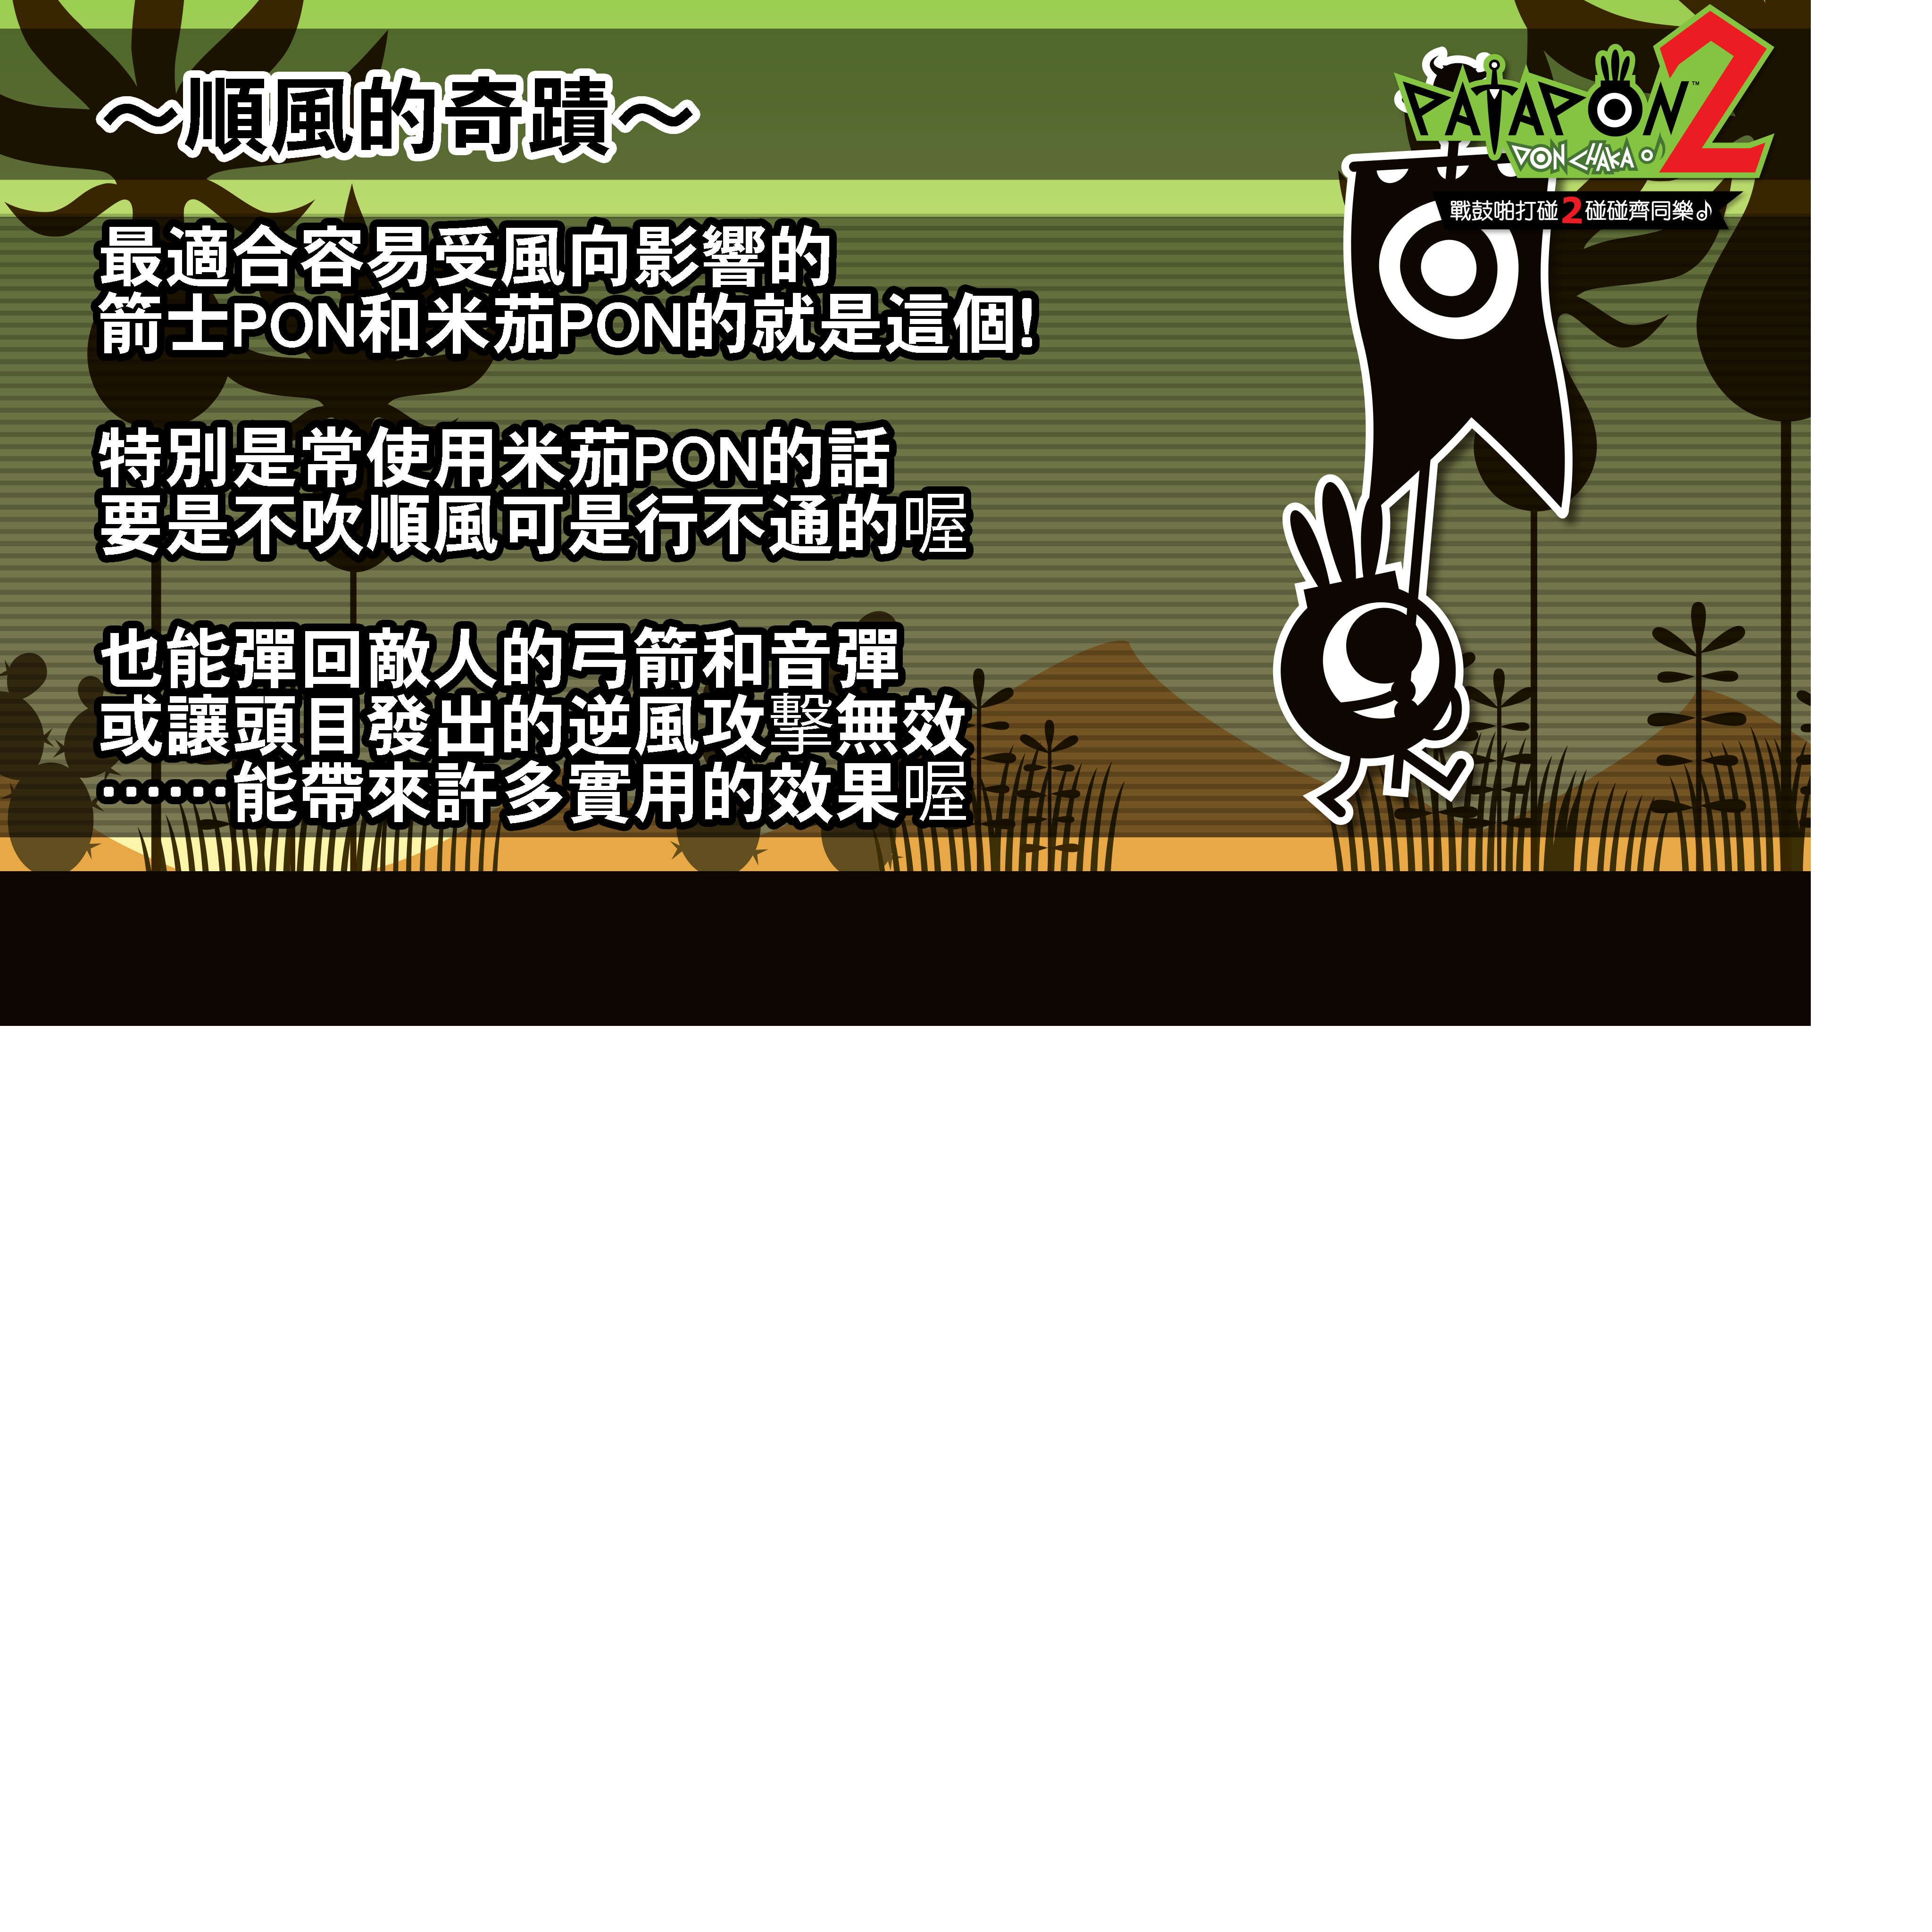 ～順風的奇蹟～
PATAPON 2
™
DON CHAKA♪
戰鼓啪打碰2碰碰齊同樂♪
最適合容易受風向影響的
箭士PON和米茄PON的就是這個!
特別是常使用米茄PON的話
要是不吹順風可是行不通的喔
也能彈回敵人的弓箭和音彈
或讓頭目發出的逆風攻擊無效
……能帶來許多實用的效果喔